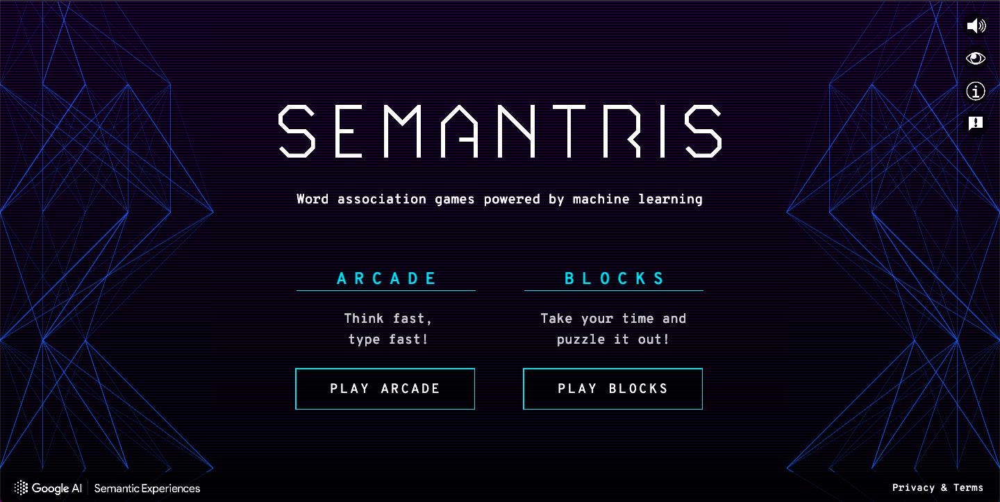 SEMANTRIS
Word association games powered by machine learning
ARCADE
Think fast,
type fast!
PLAY ARCADE
BLOCKS
Take your time and
puzzle it out!
PLAY BLOCKS
Google AI | Semantic Experiences
Privacy & Terms